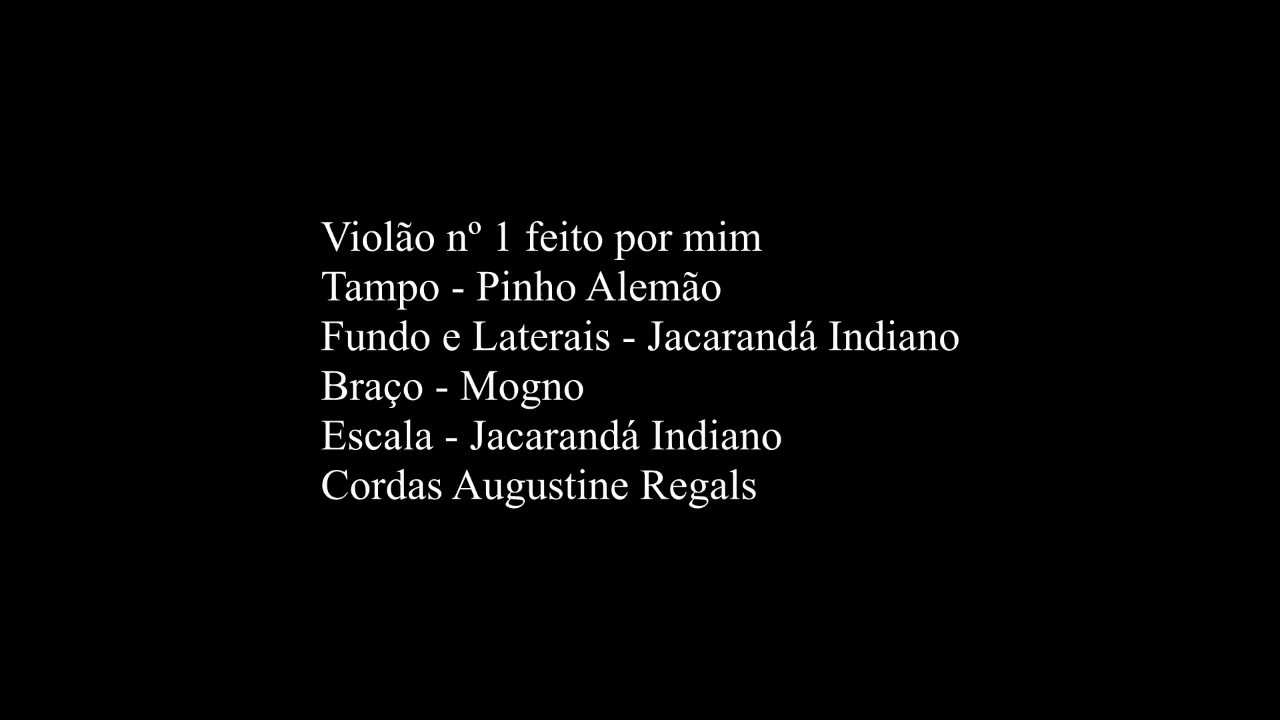 Violão nº 1 feito por mim
Tampo - Pinho Alemão
Fundo e Laterais - Jacarandá Indiano
Braço - Mogno
Escala - Jacarandá Indiano
Cordas Augustine Regals